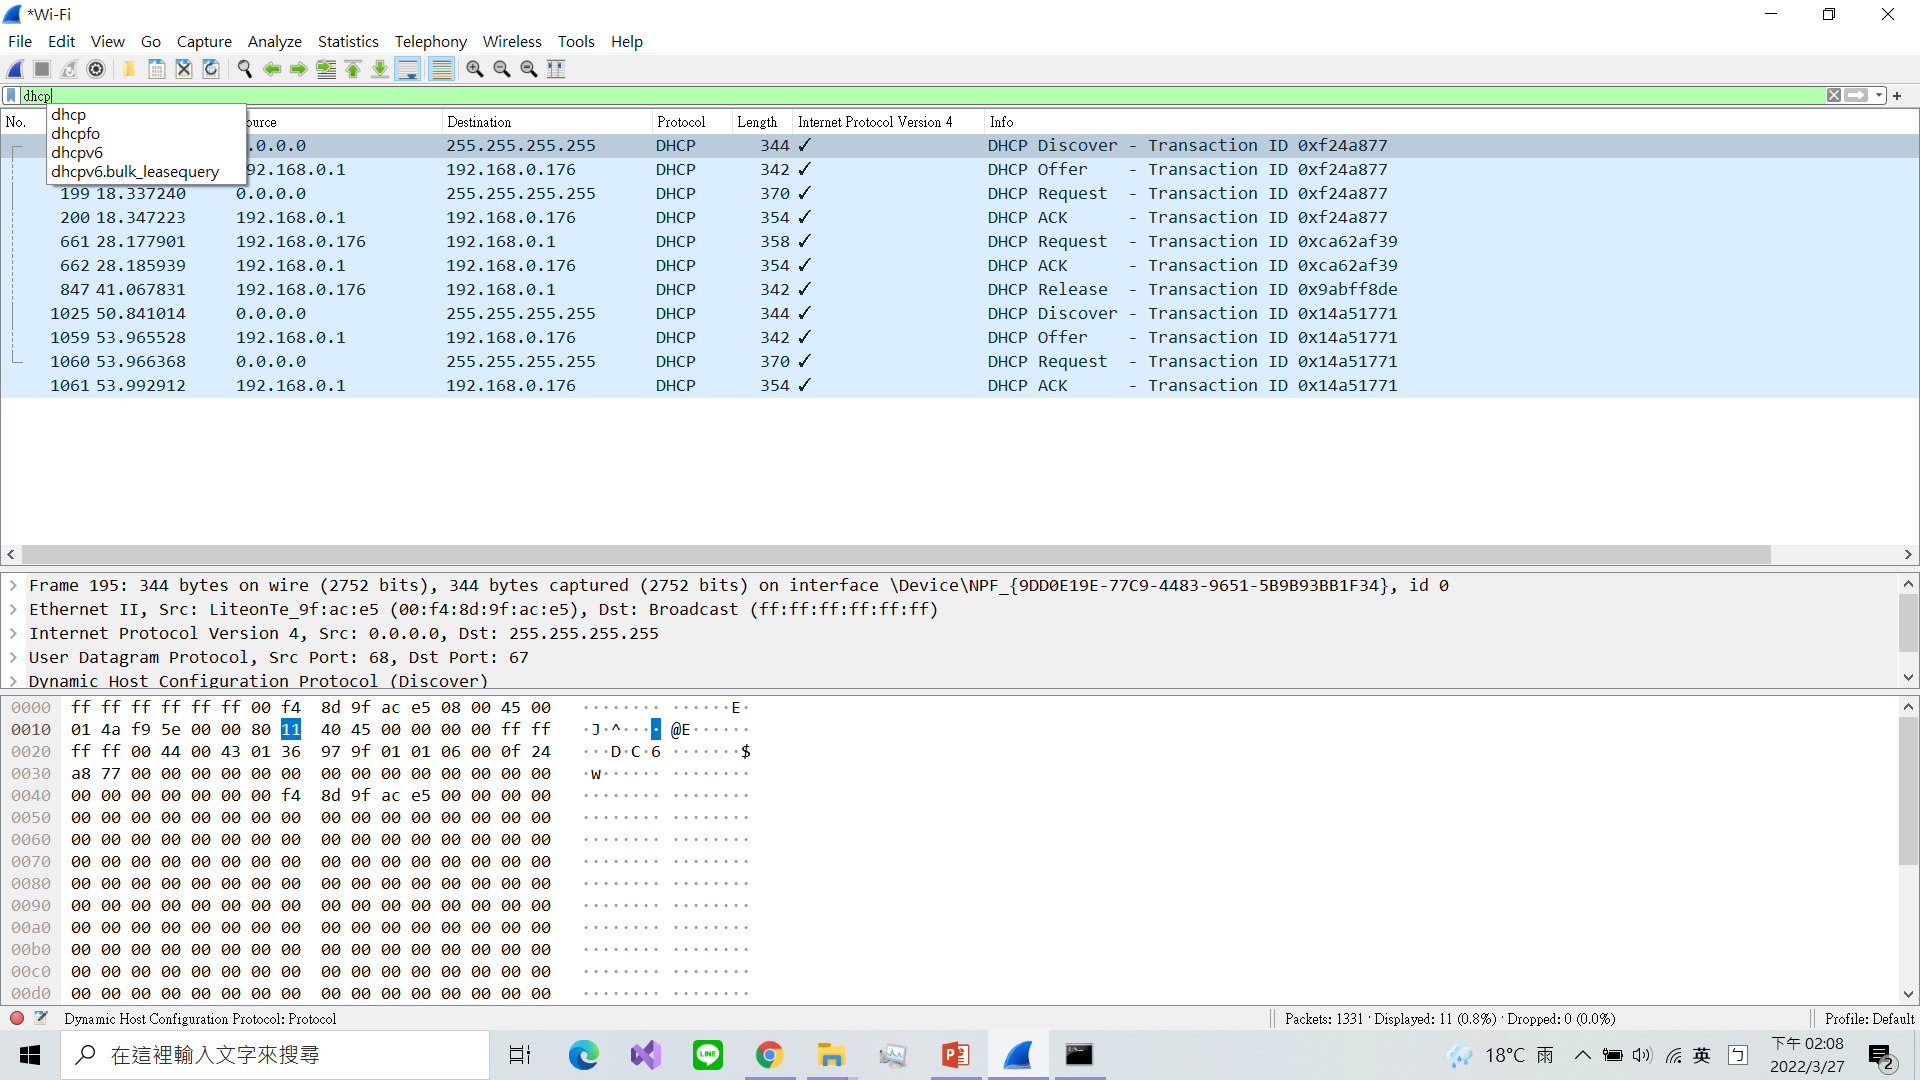 *Wi-Fi
File Edit View Go Capture Analyze Statistics Telephony Wireless Tools Help
dhcp
dhcp
dhcpfo
dhcpv6
dhcpv6.bulk_leasequery
No. ource Destination Protocol Length Internet Protocol Version 4 Info
.0.0.0 255.255.255.255 DHCP 344 ✓ DHCP Discover - Transaction ID 0xf24a877
92.168.0.1 192.168.0.176 DHCP 342 ✓ DHCP Offer - Transaction ID 0xf24a877
199 18.337240 0.0.0.0 255.255.255.255 DHCP 370 ✓ DHCP Request - Transaction ID 0xf24a877
200 18.347223 192.168.0.1 192.168.0.176 DHCP 354 ✓ DHCP ACK - Transaction ID 0xf24a877
661 28.177901 192.168.0.176 192.168.0.1 DHCP 358 ✓ DHCP Request - Transaction ID 0xca62af39
662 28.185939 192.168.0.1 192.168.0.176 DHCP 354 ✓ DHCP ACK - Transaction ID 0xca62af39
847 41.067831 192.168.0.176 192.168.0.1 DHCP 342 ✓ DHCP Release - Transaction ID 0x9abff8de
1025 50.841014 0.0.0.0 255.255.255.255 DHCP 344 ✓ DHCP Discover - Transaction ID 0x14a51771
1059 53.965528 192.168.0.1 192.168.0.176 DHCP 342 ✓ DHCP Offer - Transaction ID 0x14a51771
1060 53.966368 0.0.0.0 255.255.255.255 DHCP 370 ✓ DHCP Request - Transaction ID 0x14a51771
1061 53.992912 192.168.0.1 192.168.0.176 DHCP 354 ✓ DHCP ACK - Transaction ID 0x14a51771
Frame 195: 344 bytes on wire (2752 bits), 344 bytes captured (2752 bits) on interface \Device\NPF_{9DD0E19E-77C9-4483-9651-5B9B93BB1F34}, id 0
Ethernet II, Src: LiteonTe_9f:ac:e5 (00:f4:8d:9f:ac:e5), Dst: Broadcast (ff:ff:ff:ff:ff:ff)
Internet Protocol Version 4, Src: 0.0.0.0, Dst: 255.255.255.255
User Datagram Protocol, Src Port: 68, Dst Port: 67
Dynamic Host Configuration Protocol (Discover)
0000 ff ff ff ff ff ff 00 f4 8d 9f ac e5 08 00 45 00 ········ ······E·
0010 01 4a f9 5e 00 00 80 11 40 45 00 00 00 00 ff ff ·J·^···· @E······
0020 ff ff 00 44 00 43 01 36 97 9f 01 01 06 00 0f 24 ···D·C·6 ·······$
0030 a8 77 00 00 00 00 00 00 00 00 00 00 00 00 00 00 ·w······ ········
0040 00 00 00 00 00 00 00 f4 8d 9f ac e5 00 00 00 00 ········ ········
0050 00 00 00 00 00 00 00 00 00 00 00 00 00 00 00 00 ········ ········
0060 00 00 00 00 00 00 00 00 00 00 00 00 00 00 00 00 ········ ········
0070 00 00 00 00 00 00 00 00 00 00 00 00 00 00 00 00 ········ ········
0080 00 00 00 00 00 00 00 00 00 00 00 00 00 00 00 00 ········ ········
0090 00 00 00 00 00 00 00 00 00 00 00 00 00 00 00 00 ········ ········
00a0 00 00 00 00 00 00 00 00 00 00 00 00 00 00 00 00 ········ ········
00b0 00 00 00 00 00 00 00 00 00 00 00 00 00 00 00 00 ········ ········
00c0 00 00 00 00 00 00 00 00 00 00 00 00 00 00 00 00 ········ ········
00d0 00 00 00 00 00 00 00 00 00 00 00 00 00 00 00 00 ········ ········
Dynamic Host Configuration Protocol: Protocol Packets: 1331 · Displayed: 11 (0.8%) · Dropped: 0 (0.0%) Profile: Default
在這裡輸入文字來搜尋
LINE
18°C 雨
英
ㄅ
下午 02:08
2022/3/27
2